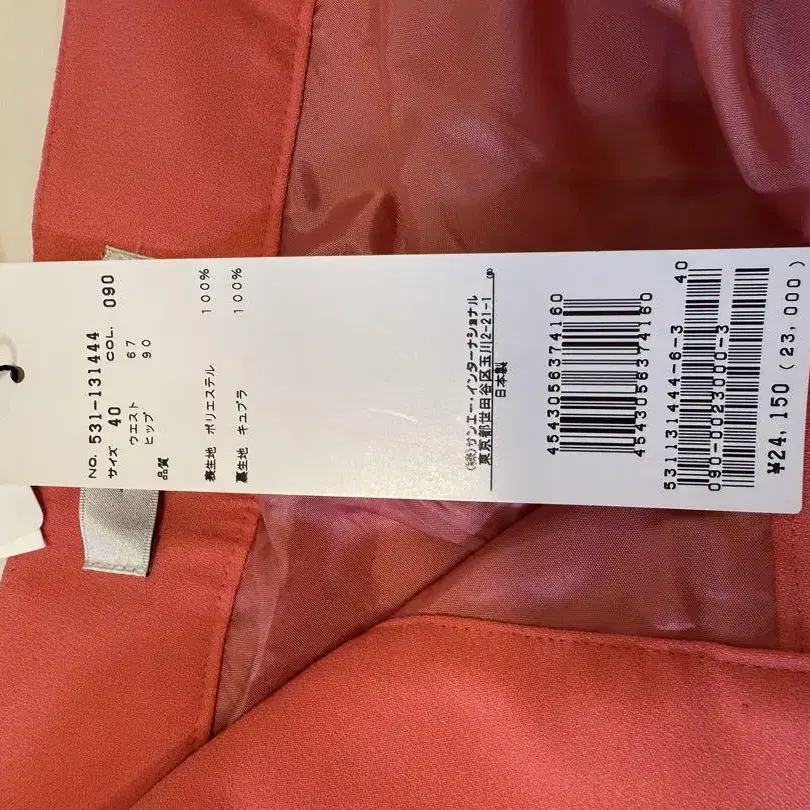 NO. 531-131444
サイズ 40 COL. 090
ウエスト 67
ヒップ 90
品質
表生地 ポリエステル 100%
裏生地 キュプラ 100%
(株)サンエー・インターナショナル
東京都世田谷区玉川2-21-1
日本製
4543056374160
4543056374160
40
5311131444-6-3
090-0023000-3
¥24,150 (23,000)